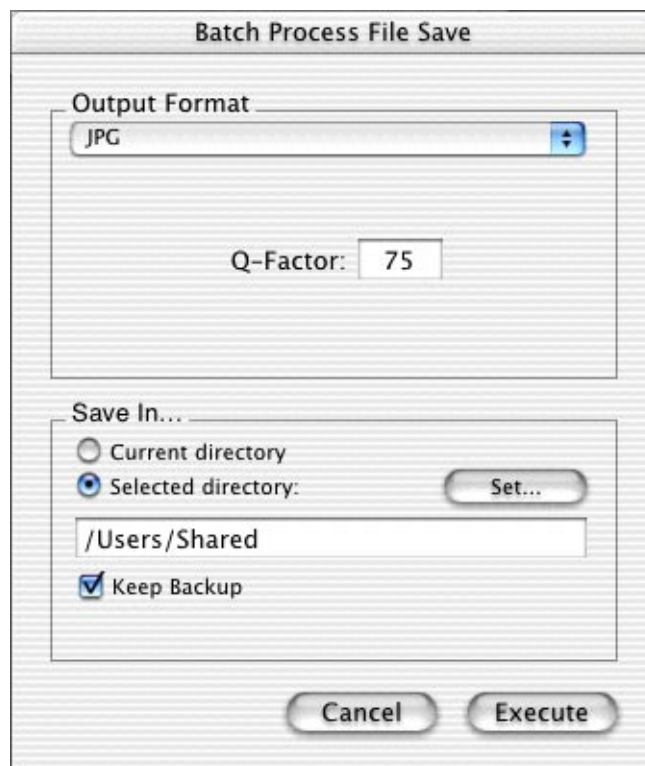 Batch Process File Save
Output Format
JPG
Q-Factor: 75
Save In...
Current directory
Selected directory: Set...
/Users/Shared
Keep Backup
Cancel Execute